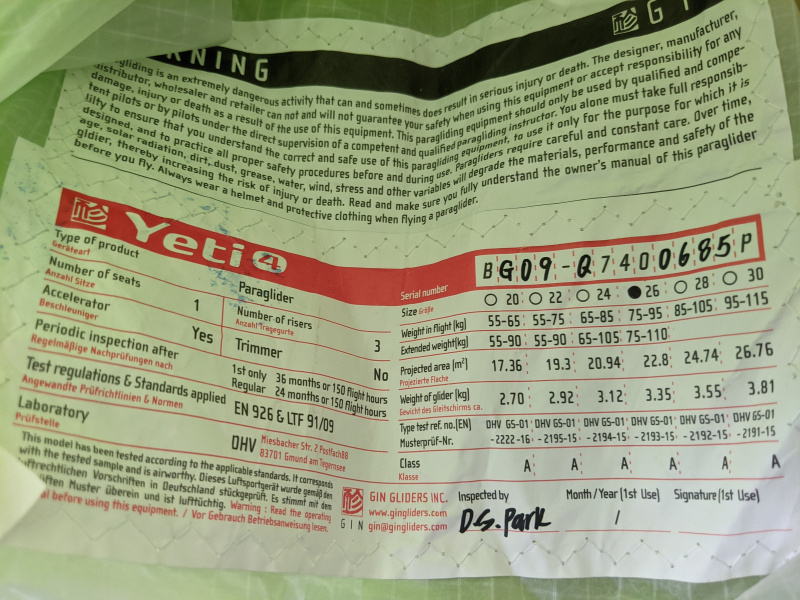 RNING
G I
gliding is an extremely dangerous activity that can and sometimes does result in serious injury or death. The designer, manufacturer,
distributor, wholesaler and retailer can not and will not guarantee your safety when using this equipment or accept responsibility for any
damage, injury or death as a result of the use of this equipment. This paragliding equipment should only be used by qualified and compe-
tent pilots or by pilots under the direct supervision of a competent and qualified paragliding instructor. You alone must take full responsib-
ility to ensure that you understand the correct and safe use of this paragliding equipment, to use it only for the purpose for which it is
designed, and to practice all proper safety procedures before and during use. Paragliders require careful and constant care. Over time,
age, solar radiation, dirt, dust, grease, water, wind, stress and other variables will degrade the materials, performance and safety of the
glider, thereby increasing the risk of injury or death. Read and make sure you fully understand the owner's manual of this paraglider
before you fly. Always wear a helmet and protective clothing when flying a paraglider.
Yeti 4
Type of product Paraglider
Geräteart
Number of seats 1 Number of risers 3
Anzahl Sitze Anzahl Tragegurte
Accelerator Yes Trimmer No
Beschleuniger
Periodic inspection after 1st only 36 months or 150 flight hours
Regelmäßige Nachprüfungen nach Regular 24 months or 150 flight hours
Test regulations & Standards applied EN 926 & LTF 91/09
Angewandte Prüfrichtlinien & Normen
Laboratory DHV Miesbacher Str. 2 Postfach88
Prüfstelle 83701 Gmund am Tegernsee
This model has been tested according to the applicable standards. It corresponds
with the tested sample and is airworthy. Dieses Luftsportgerät wurde gemäß den
uftrechtlichen Vorschriften in Deutschland stückgeprüft. Es stimmt mit dem
üften Muster überein und ist lufttüchtig. Warning : Read the operating
al before using this equipment. / Vor Gebrauch Betriebsanweisung lesen.
GIN
GIN GLIDERS INC.
www.gingliders.com
gin@gingliders.com
Serial number BG09-Q7400685P
Size Größe 20 22 24 26 28 30
Weight in flight (kg) 55-65 55-75 65-85 75-95 85-105 95-115
Extended weight(kg) 55-90 55-90 65-105 75-110
Projected area (m²) 17.36 19.3 20.94 22.8 24.74 26.76
Projezierte Fläche
Weight of glider (kg) 2.70 2.92 3.12 3.35 3.55 3.81
Gewicht des Gleitschirms ca.
Type test ref. no.(EN) DHV GS-01 DHV GS-01 DHV GS-01 DHV GS-01 DHV GS-01 DHV GS-01
Musterprüf-Nr. -2222-16 -2195-15 -2194-15 -2193-15 -2192-15 -2191-15
Class A A A A A A
Klasse
Inspected by Month / Year (1st Use) Signature (1st Use)
D.S. Park /